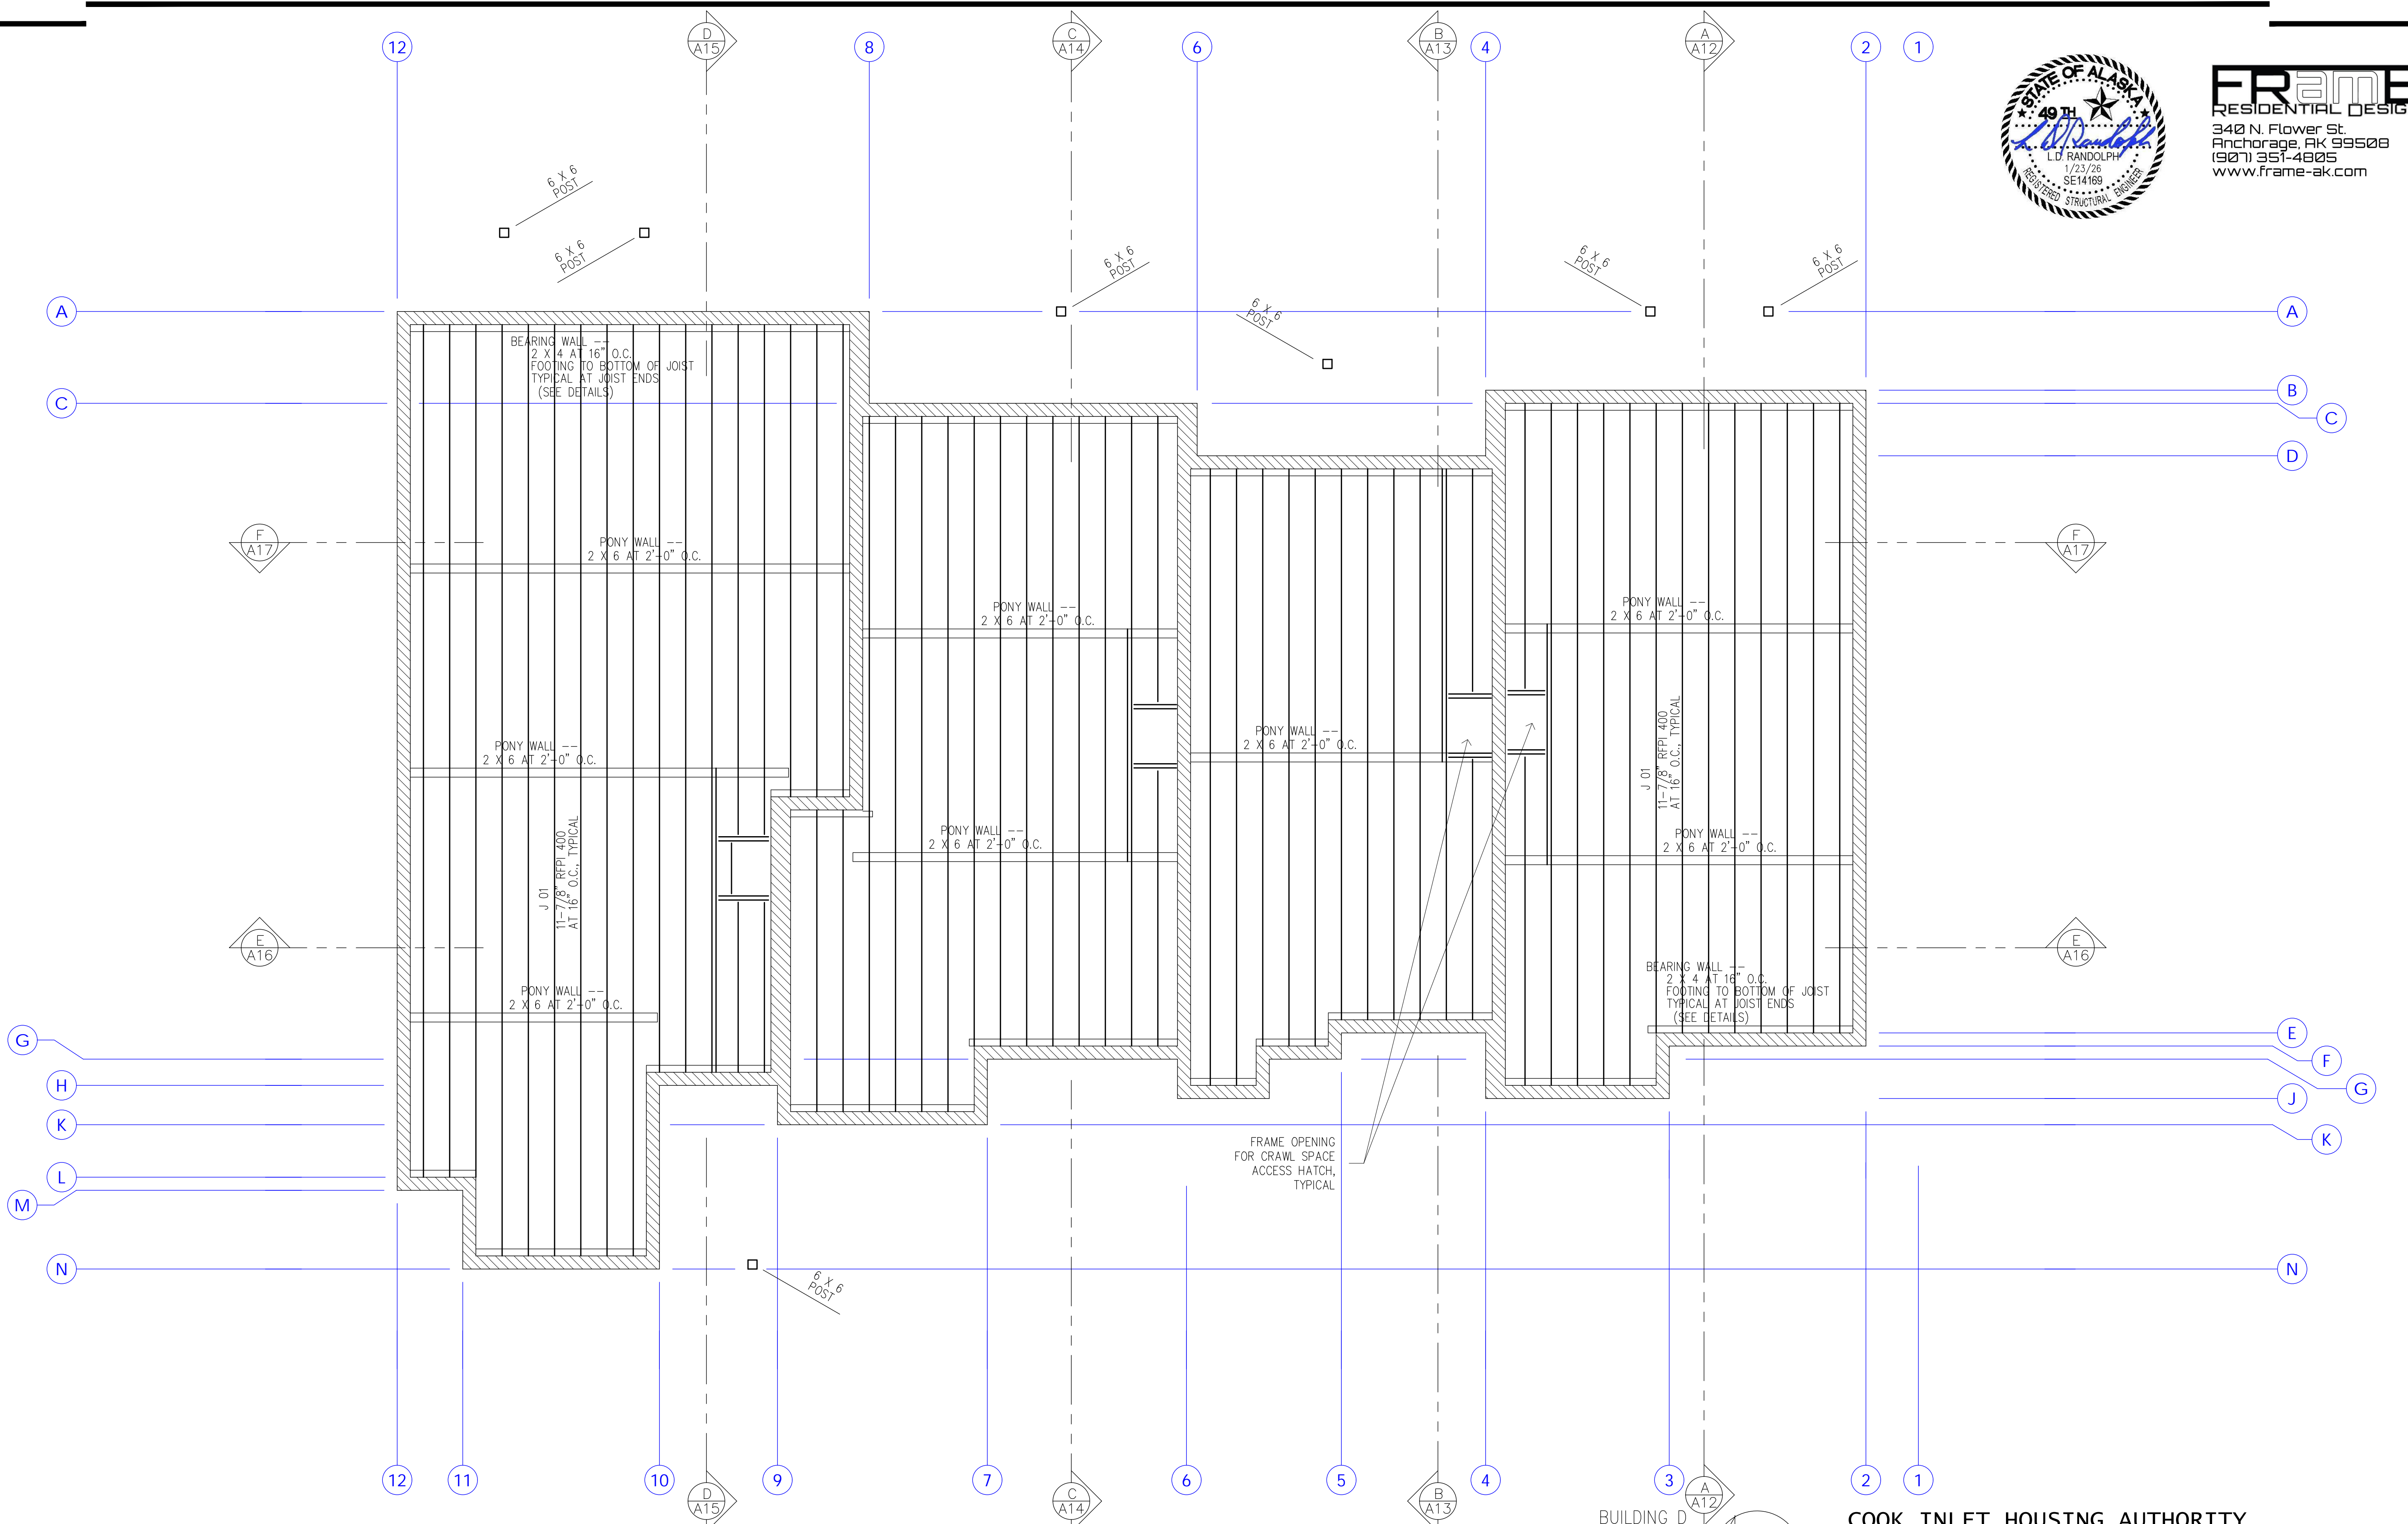 12
D
A15
8
C
A14
6
B
A13
4
A
A12
2
1
STATE OF ALASKA
49 TH
L.D. RANDOLPH
1/23/26
SE14169
REGISTERED STRUCTURAL ENGINEER
FRamE
RESIDENTIAL DESIG
340 N. Flower St.
Anchorage, AK 99508
(907) 351-4805
www.frame-ak.com
6 X 6
POST
6 X 6
POST
6 X 6
POST
6 X 6
POST
6 X 6
POST
6 X 6
POST
A
A
BEARING WALL --
2 X 4 AT 16" O.C.
FOOTING TO BOTTOM OF JOIST
TYPICAL AT JOIST ENDS
(SEE DETAILS)
C
B
C
D
F
A17
PONY WALL --
2 X 6 AT 2'-0" O.C.
F
A17
PONY WALL --
2 X 6 AT 2'-0" O.C.
PONY WALL --
2 X 6 AT 2'-0" O.C.
PONY WALL --
2 X 6 AT 2'-0" O.C.
PONY WALL --
2 X 6 AT 2'-0" O.C.
J 01
11-7/8" RFPI 400
AT 16" O.C., TYPICAL
PONY WALL --
2 X 6 AT 2'-0" O.C.
PONY WALL --
2 X 6 AT 2'-0" O.C.
J 01
11-7/8" RFPI 400
AT 16" O.C., TYPICAL
E
A16
E
A16
PONY WALL --
2 X 6 AT 2'-0" O.C.
BEARING WALL --
2 X 4 AT 16" O.C.
FOOTING TO BOTTOM OF JOIST
TYPICAL AT JOIST ENDS
(SEE DETAILS)
G
H
K
L
M
N
E
F
G
J
K
N
FRAME OPENING
FOR CRAWL SPACE
ACCESS HATCH,
TYPICAL
6 X 6
POST
12
11
10
D
A15
9
7
C
A14
6
5
B
A13
4
3
A
A12
2
1
BUILDING D
COOK INLET HOUSING AUTHORITY